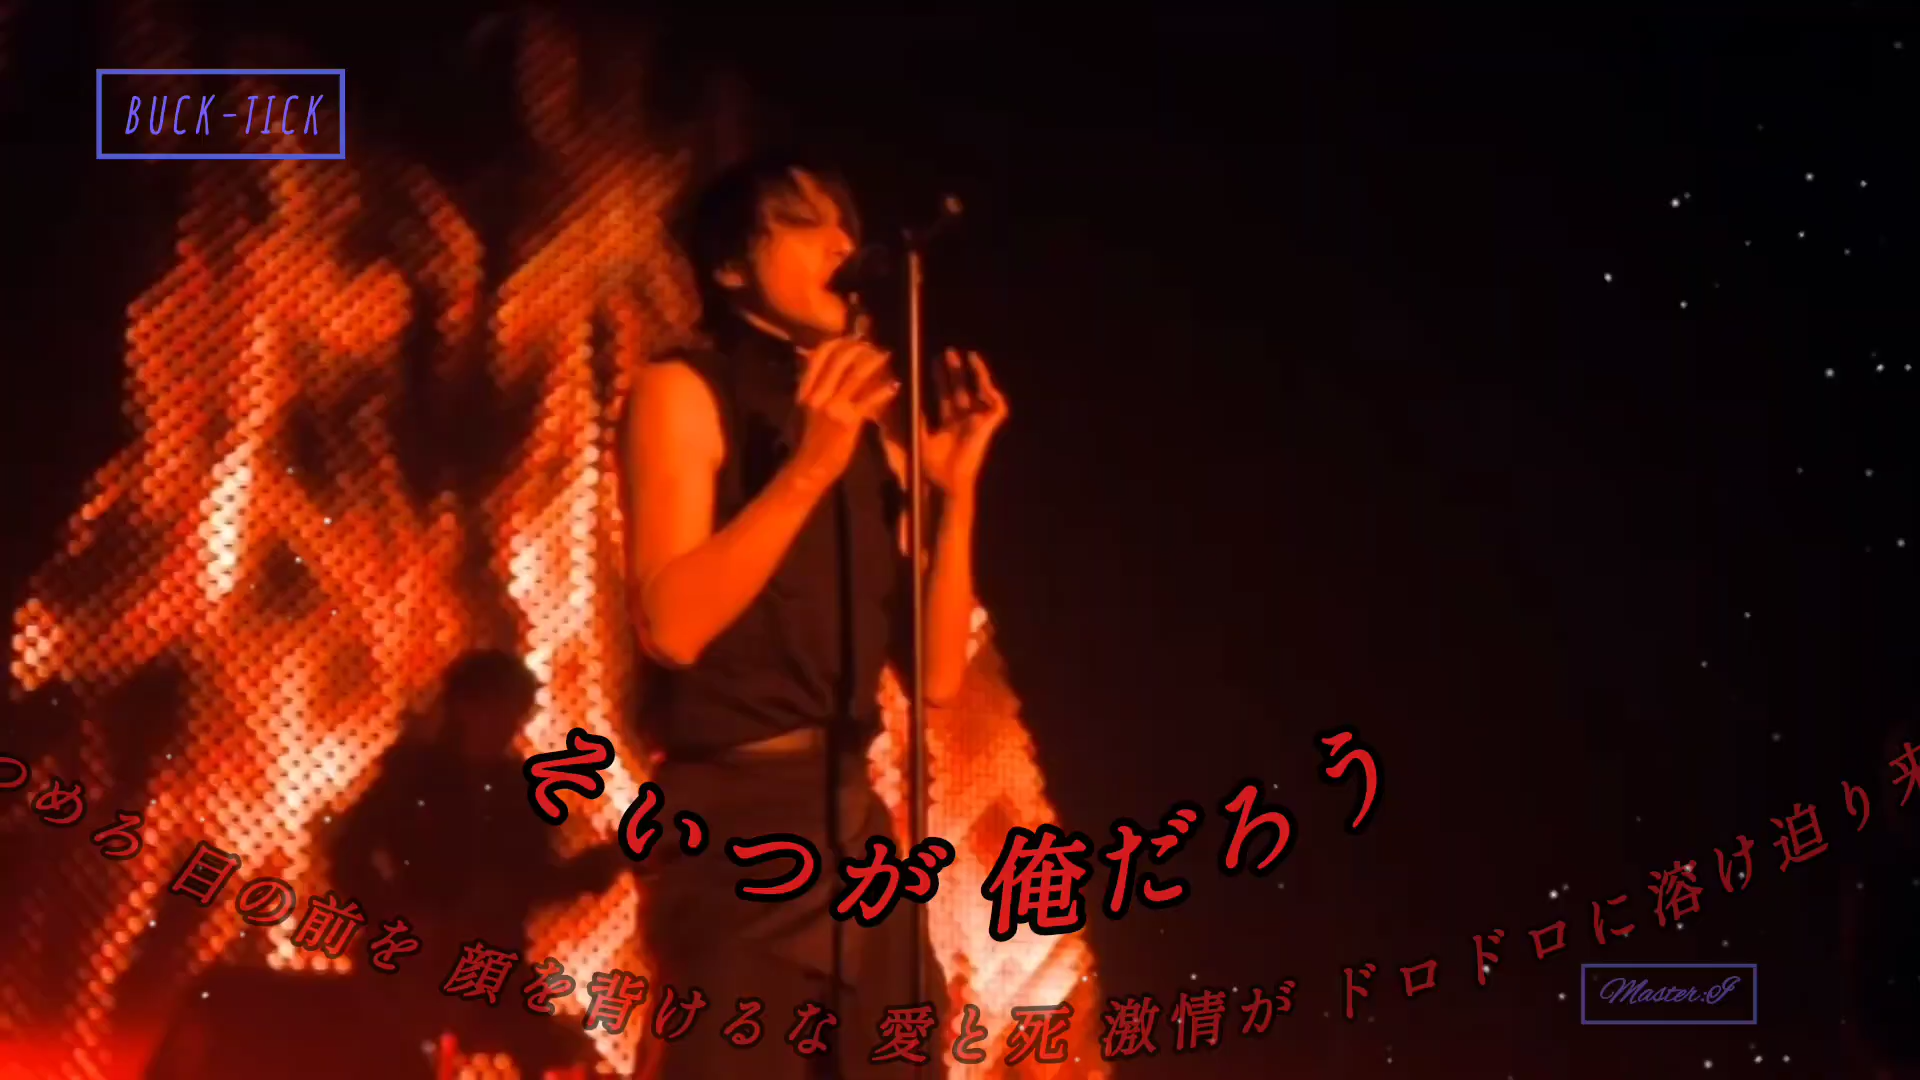 BUCK-TICK
そいつが 俺だろう
つめろ 目の前を 顔を背けるな 愛と死 激情が ドロドロに溶け迫り来
Master:J